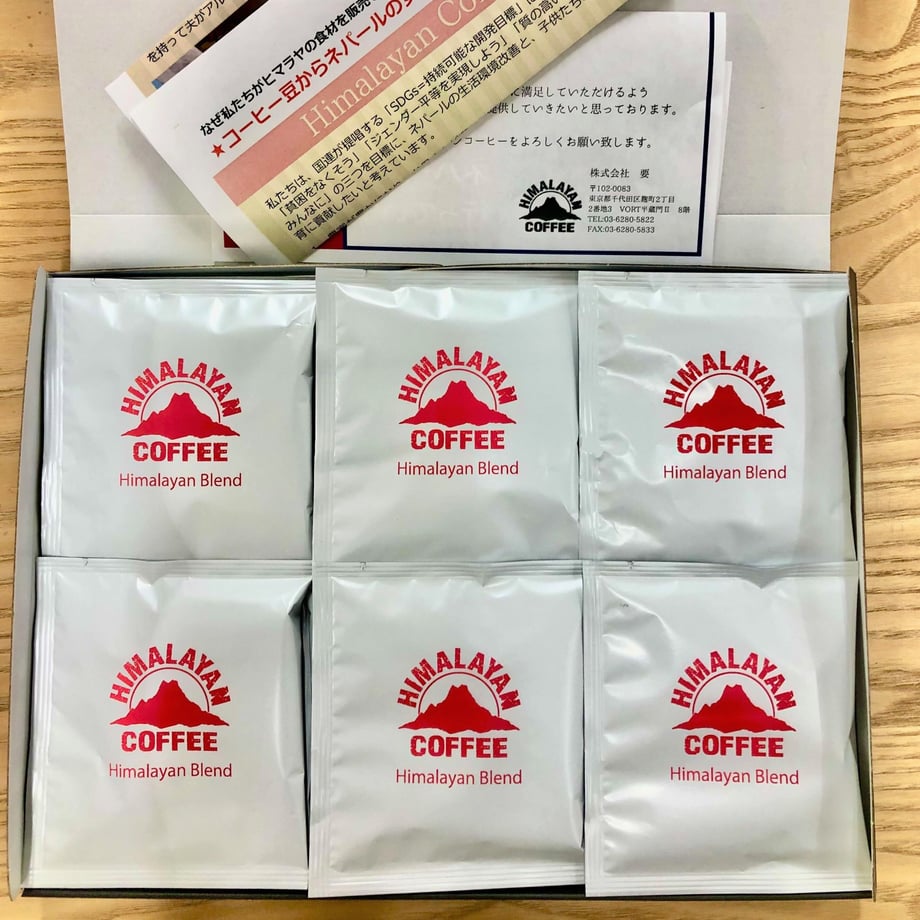 を持って夫がアル
なぜ私たちがヒマラヤの食材を販売
★コーヒー豆からネパールの
Himalayan Co
私たちは、国連が提唱する「SDGs=持続可能な開発目標」に
「貧困をなくそう」「ジェンダー平等を実現しよう」「質の高い
みんなに」の三つを目標に、ネパールの生活環境改善と、子供たち
育に貢献したいと考えています。
に満足していただけるよう
提供していきたいと思っております。
コーヒーをよろしくお願い致します。
株式会社 要
〒102-0083
東京都千代田区麹町2丁目
2番地3 VORT半蔵門Ⅱ 8階
TEL:03-6280-5822
FAX:03-6280-5833
HIMALAYAN
COFFEE
HIMALAYAN
COFFEE
Himalayan Blend
HIMALAYAN
COFFEE
Himalayan Blend
HIMALAYAN
COFFEE
Himalayan Blend
HIMALAYAN
COFFEE
Himalayan Blend
HIMALAYAN
COFFEE
Himalayan Blend
HIMALAYAN
COFFEE
Himalayan Blend